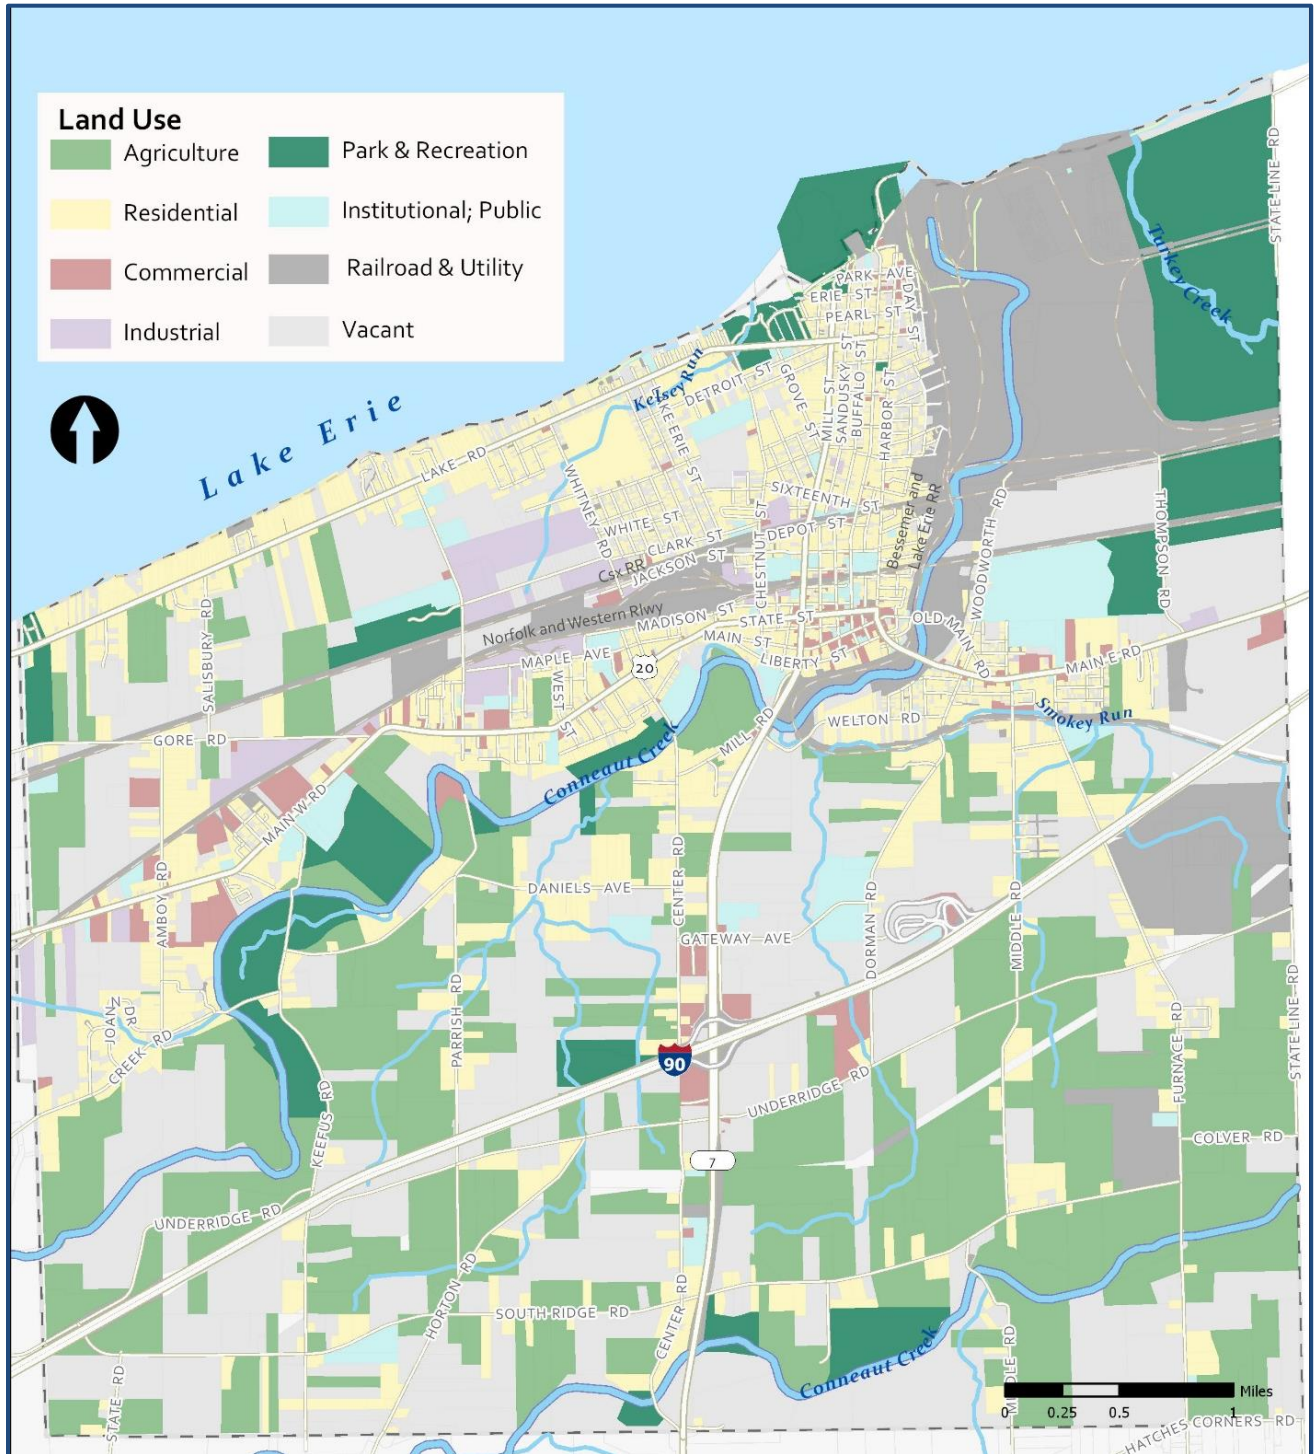 Land Use
Agriculture
Residential
Commercial
Industrial
Park & Recreation
Institutional; Public
Railroad & Utility
Vacant
Lake Erie
STATE LINE RD
Turkey Creek
PARK AVE
ERIE ST
DAY ST
PEARL ST
Kelsey Run
DETROIT ST
LAKE ERIE ST
GROVE ST
MILL ST
SANDUSKY ST
BUFFALO ST
HARBOR ST
LAKE RD
WHITNEY RD
SIXTEENTH ST
WHITE ST
CLARK ST
CHESTNUT ST
DEPOT ST
Bessemer and
Lake Erie RR
WOODWORTH RD
THOMPSON RD
JACKSON ST
Csx RR
Norfolk and Western Rlwy
MADISON ST
STATE ST
OLD MAIN RD
SALISBURY RD
MAIN ST
MAPLE AVE
LIBERTY ST
MAIN E RD
20
WEST ST
MILL RD
WELTON RD
Smokey Run
GORE RD
Conneaut Creek
MAIN W RD
CENTER RD
AMBOY RD
DANIELS AVE
DORMAN RD
MIDDLE RD
GATEWAY AVE
PARRISH RD
JOAN DR
CREEK RD
STATE LINE RD
FURNACE RD
90
UNDERRIDGE RD
KEEFUS RD
COLVER RD
7
UNDERRIDGE RD
HORTON RD
SOUTH RIDGE RD
CENTER RD
Conneaut Creek
MIDDLE RD
STATE RD
Miles
0 0.25 0.5 1
HATCHES CORNERS RD